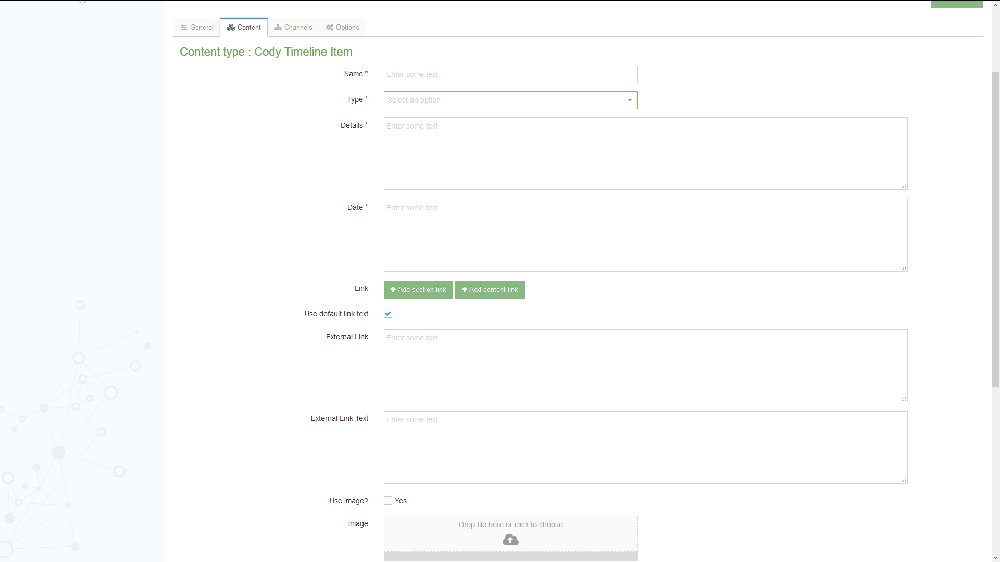 General
Content
Channels
Options
Content type : Cody Timeline Item
Name *
Enter some text
Type *
Select an option
Details *
Enter some text
Date *
Enter some text
Link
Add section link
Add content link
Use default link text
External Link
Enter some text
External Link Text
Enter some text
Use Image?
Yes
Image
Drop file here or click to choose